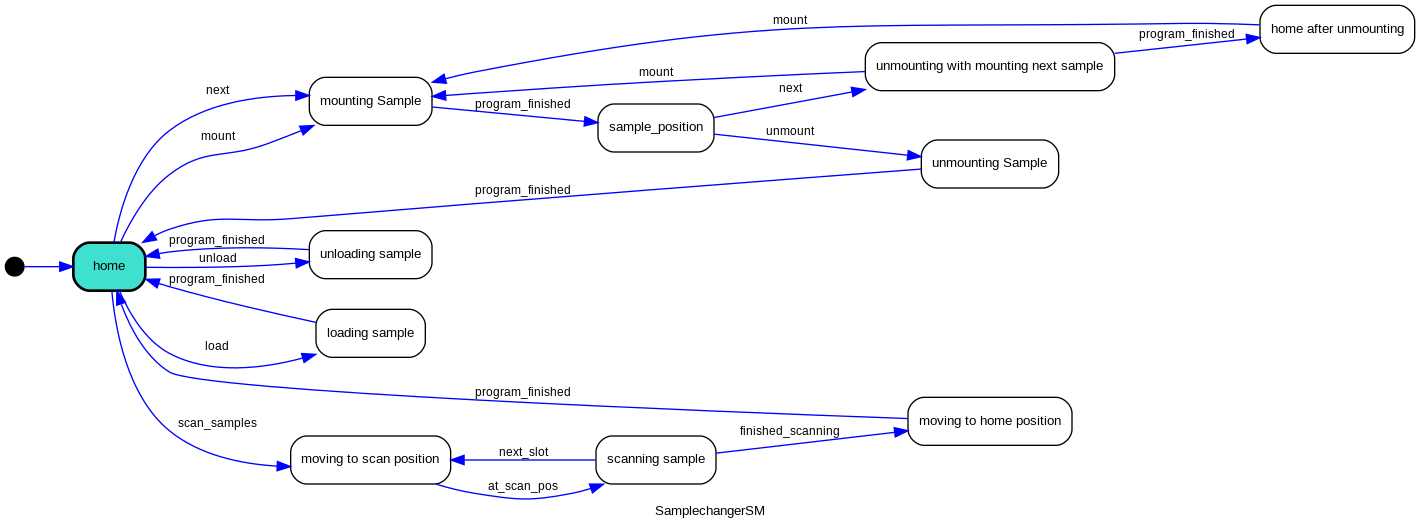 mount
home after unmounting
program_finished
unmounting with mounting next sample
mount
next
next
mounting Sample
program_finished
sample_position
mount
unmount
unmounting Sample
program_finished
program_finished
unloading sample
home
unload
program_finished
loading sample
load
program_finished
moving to home position
scan_samples
finished_scanning
moving to scan position
next_slot
scanning sample
at_scan_pos
SamplechangerSM